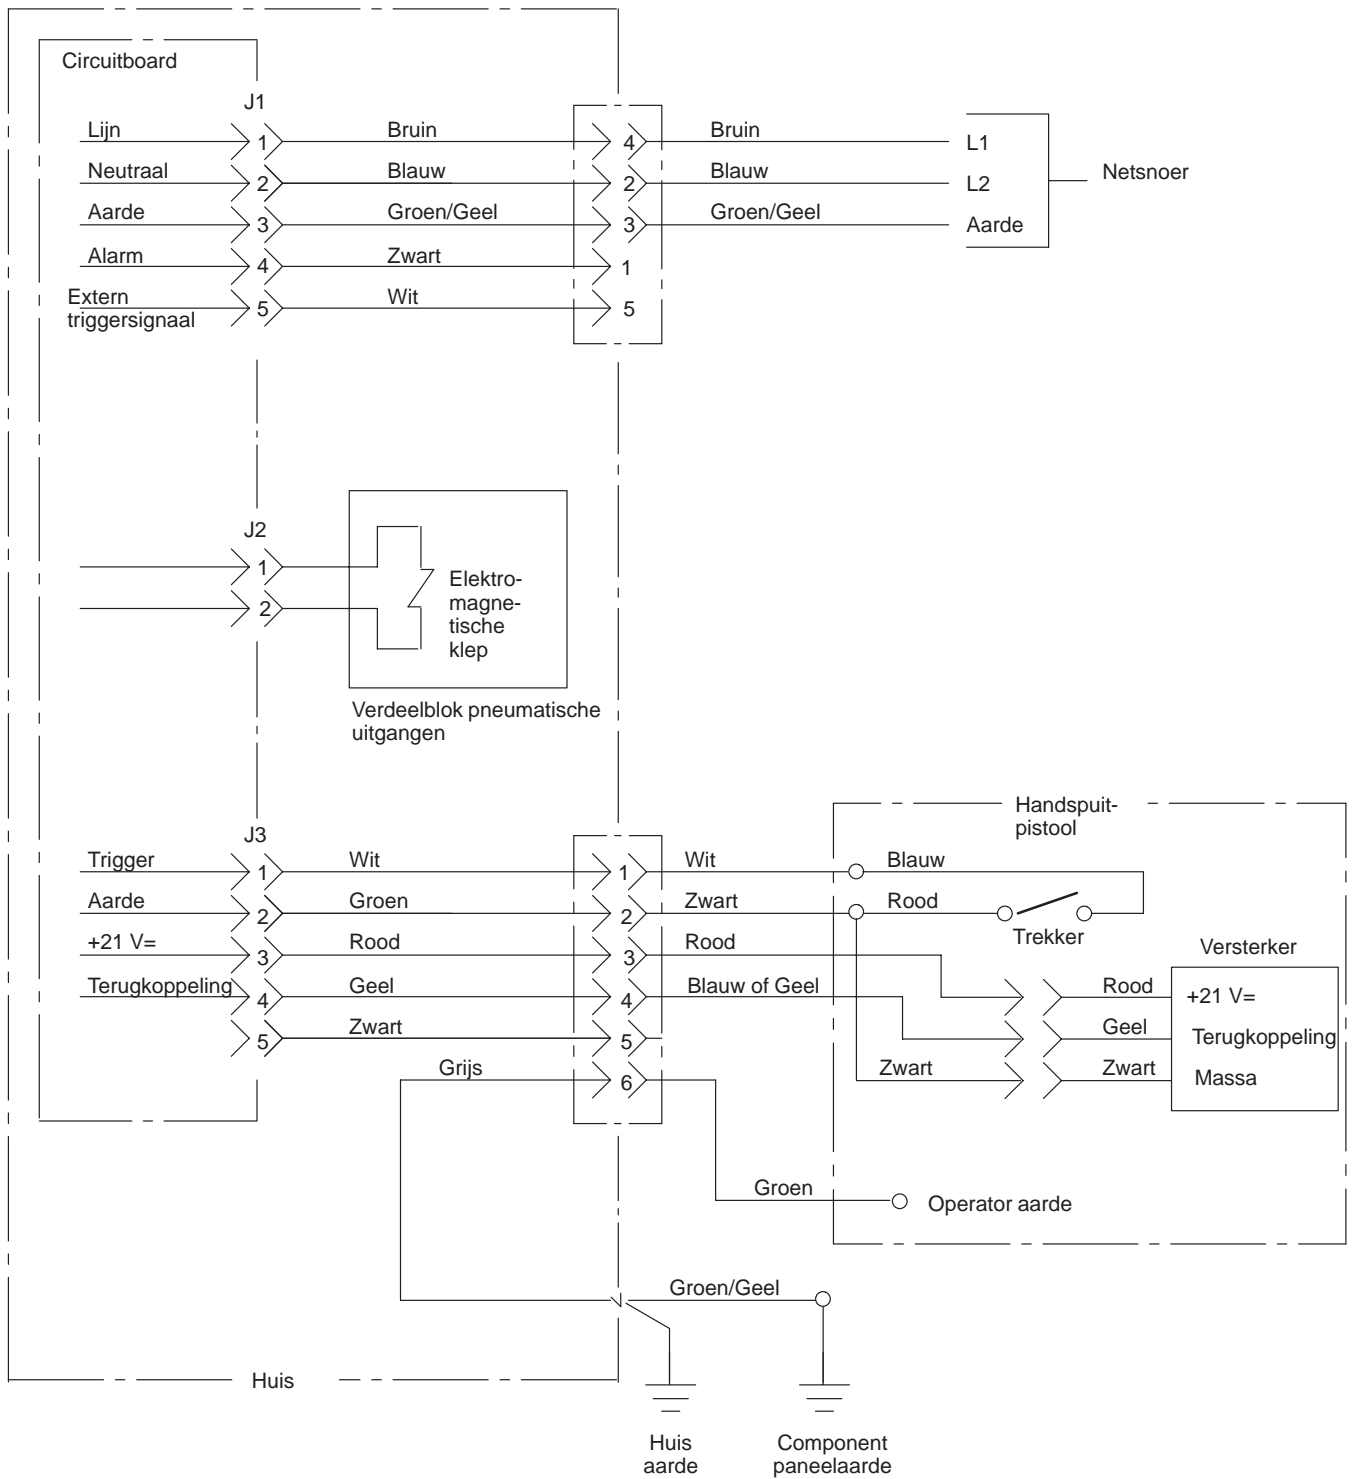 Circuitboard
J1
Lijn 1 Bruin 4 Bruin L1
Neutraal 2 Blauw 2 Blauw L2
Netsnoer
Aarde 3 Groen/Geel 3 Groen/Geel Aarde
Alarm 4 Zwart 1
Extern
triggersignaal
5 Wit 5
J2
1
2
Elektro-
magne-
tische
klep
Verdeelblok pneumatische
uitgangen
Handspuit-
pistool
J3
Trigger 1 Wit 1 Wit Blauw
Aarde 2 Groen 2 Zwart Rood
Trekker
+21 V= 3 Rood 3 Rood
Versterker
Terugkoppeling 4 Geel 4 Blauw of Geel Rood +21 V=
5 Zwart 5 Geel Terugkoppeling
Grijs 6 Zwart Zwart Massa
Groen Operator aarde
Groen/Geel
Huis
Huis
aarde
Component
paneelaarde